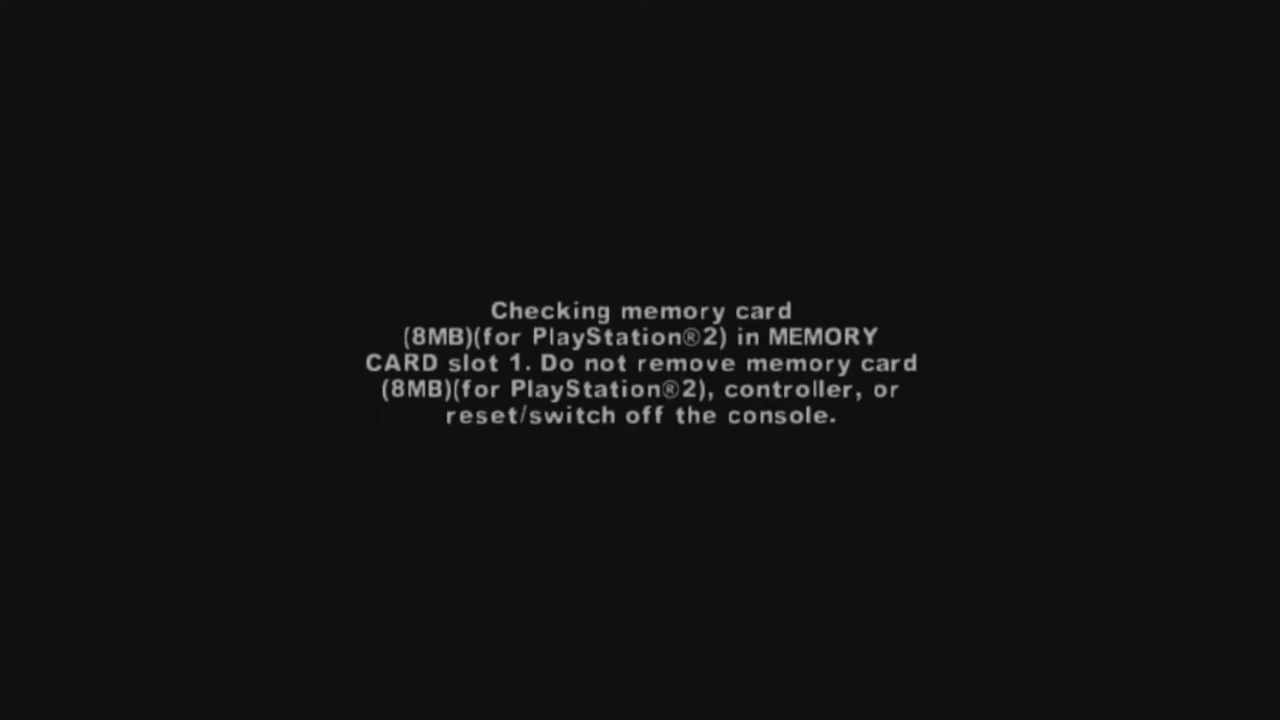 Checking memory card
(8MB)(for PlayStation®2) in MEMORY
CARD slot 1. Do not remove memory card
(8MB)(for PlayStation®2), controller, or
reset/switch off the console.